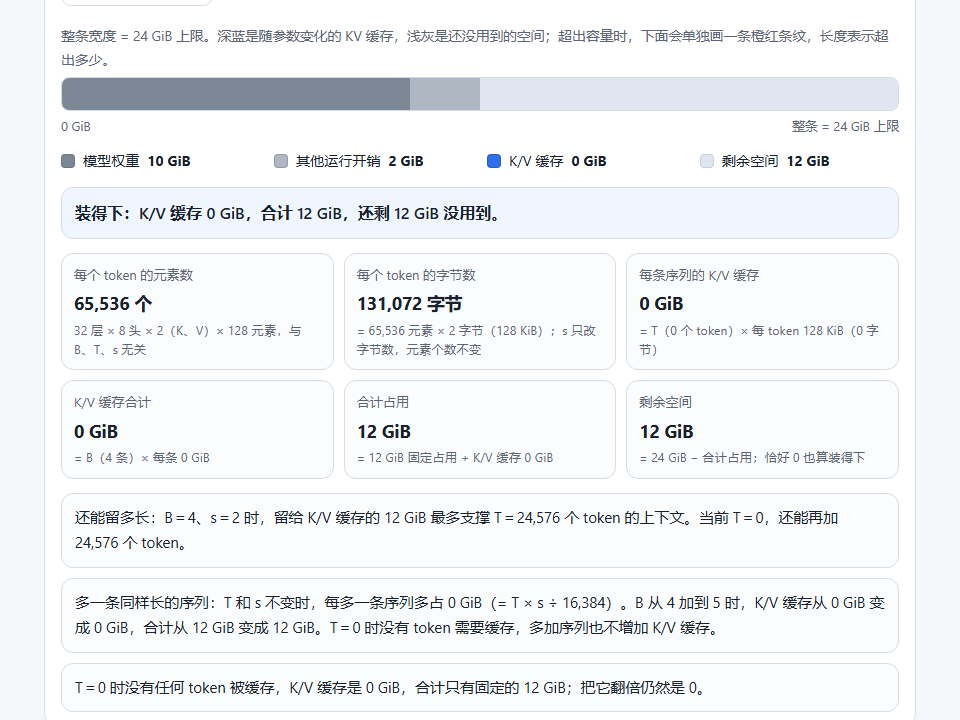 整条宽度 = 24 GiB 上限。深蓝是随参数变化的 KV 缓存，浅灰是还没用到的空间；超出容量时，下面会单独画一条橙红条纹，长度表示超
出多少。
0 GiB
整条 = 24 GiB 上限
模型权重 10 GiB
其他运行开销 2 GiB
K/V 缓存 0 GiB
剩余空间 12 GiB
装得下：K/V 缓存 0 GiB，合计 12 GiB，还剩 12 GiB 没用到。
每个 token 的元素数
65,536 个
32 层 × 8 头 × 2（K、V）× 128 元素，与
B、T、s 无关
每个 token 的字节数
131,072 字节
= 65,536 元素 × 2 字节（128 KiB）；s 只改
字节数，元素个数不变
每条序列的 K/V 缓存
0 GiB
= T（0 个 token）× 每 token 128 KiB（0 字
节）
K/V 缓存合计
0 GiB
= B（4 条）× 每条 0 GiB
合计占用
12 GiB
= 12 GiB 固定占用 + K/V 缓存 0 GiB
剩余空间
12 GiB
= 24 GiB − 合计占用；恰好 0 也算装得下
还能留多长：B = 4、s = 2 时，留给 K/V 缓存的 12 GiB 最多支撑 T = 24,576 个 token 的上下文。当前 T = 0，还能再加
24,576 个 token。
多一条同样长的序列：T 和 s 不变时，每多一条序列多占 0 GiB（= T × s ÷ 16,384）。B 从 4 加到 5 时，K/V 缓存从 0 GiB 变
成 0 GiB，合计从 12 GiB 变成 12 GiB。T = 0 时没有 token 需要缓存，多加序列也不增加 K/V 缓存。
T = 0 时没有任何 token 被缓存，K/V 缓存是 0 GiB，合计只有固定的 12 GiB；把它翻倍仍然是 0。